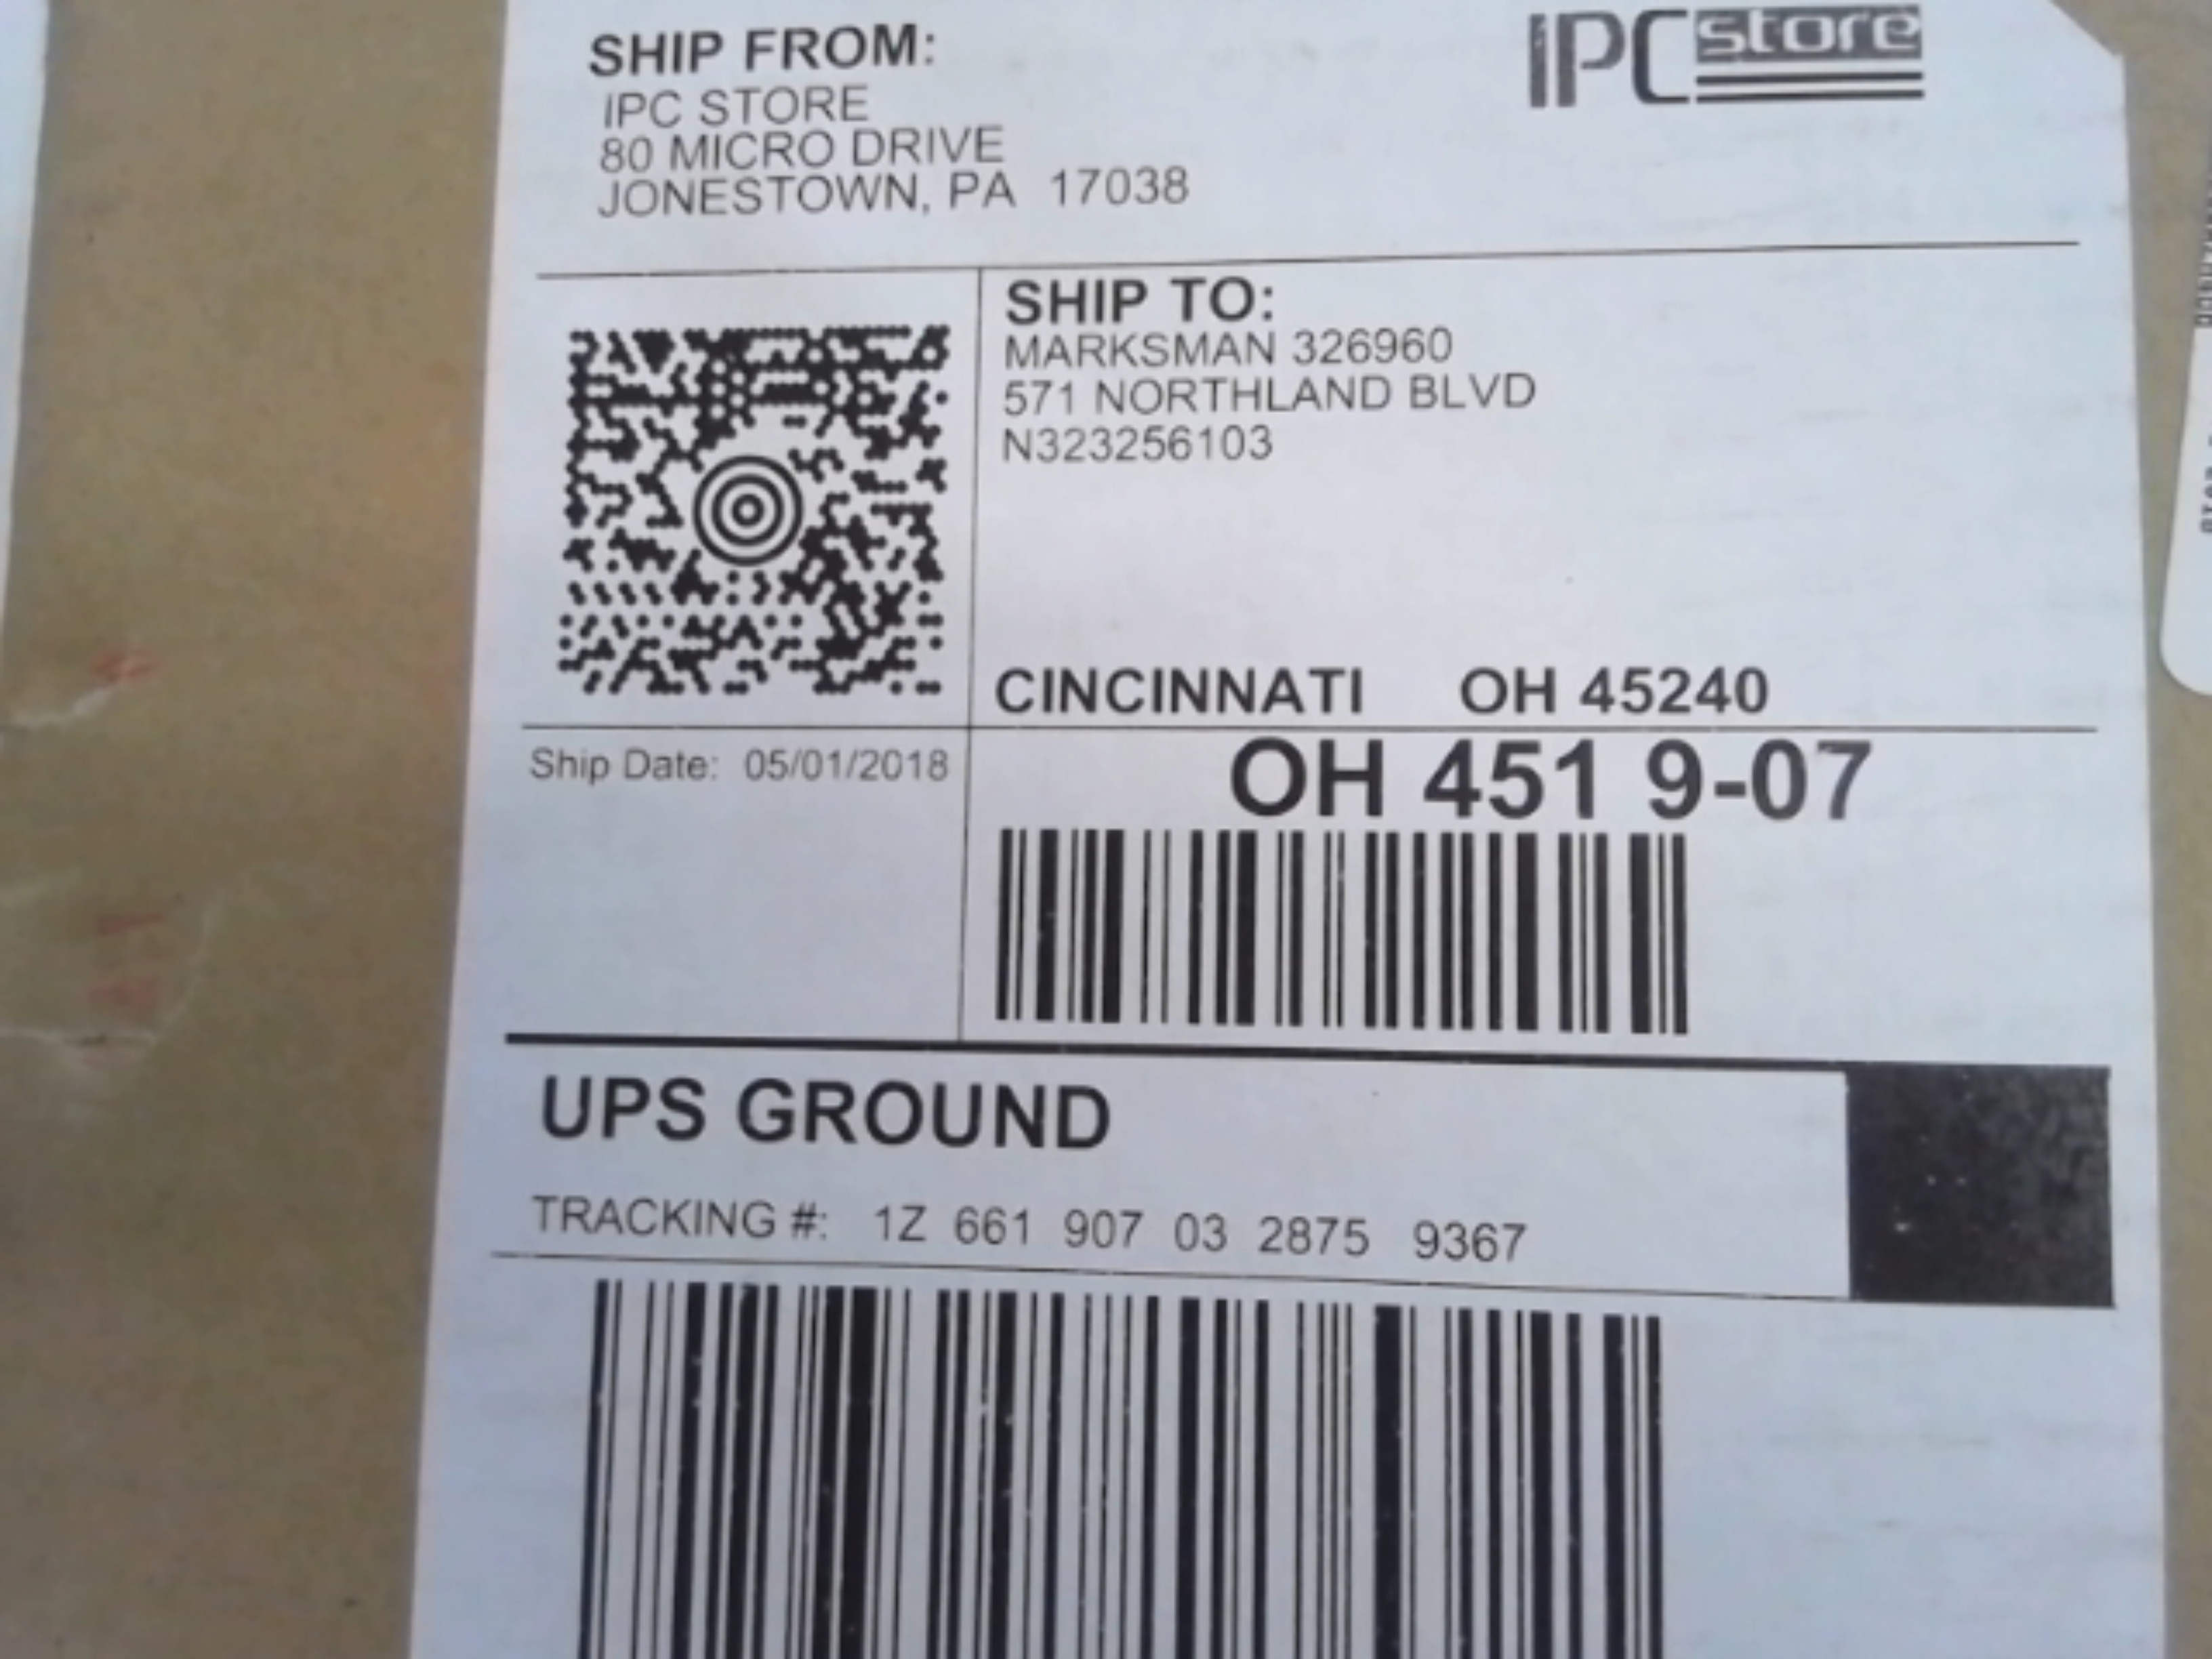 SHIP FROM:
IPC store
IPC STORE
80 MICRO DRIVE
JONESTOWN, PA 17038
SHIP TO:
MARKSMAN 326960
571 NORTHLAND BLVD
N323256103
CINCINNATI OH 45240
Ship Date: 05/01/2018
OH 451 9-07
UPS GROUND
TRACKING #: 1Z 661 907 03 2875 9367